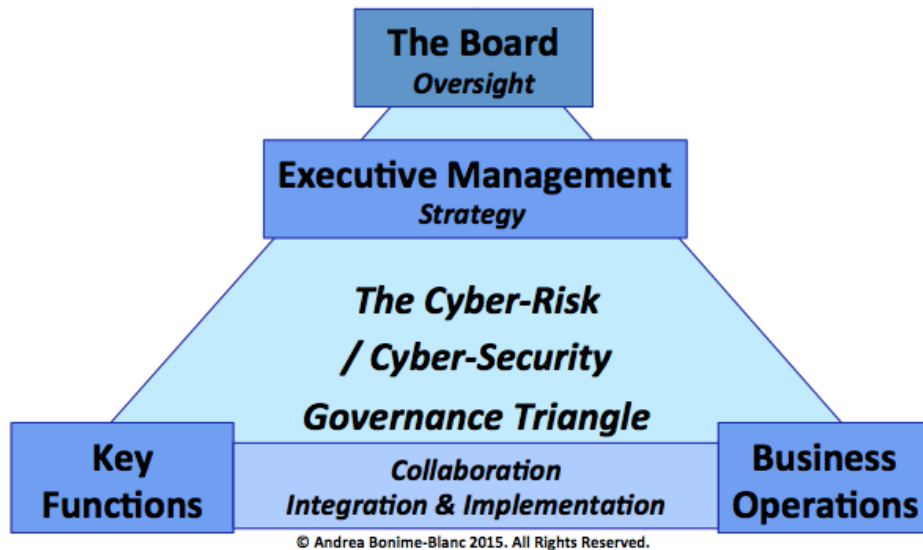 The Board
Oversight
Executive Management
Strategy
The Cyber-Risk
/ Cyber-Security
Governance Triangle
Key
Functions
Collaboration
Integration & Implementation
Business
Operations
© Andrea Bonime-Blanc 2015. All Rights Reserved.